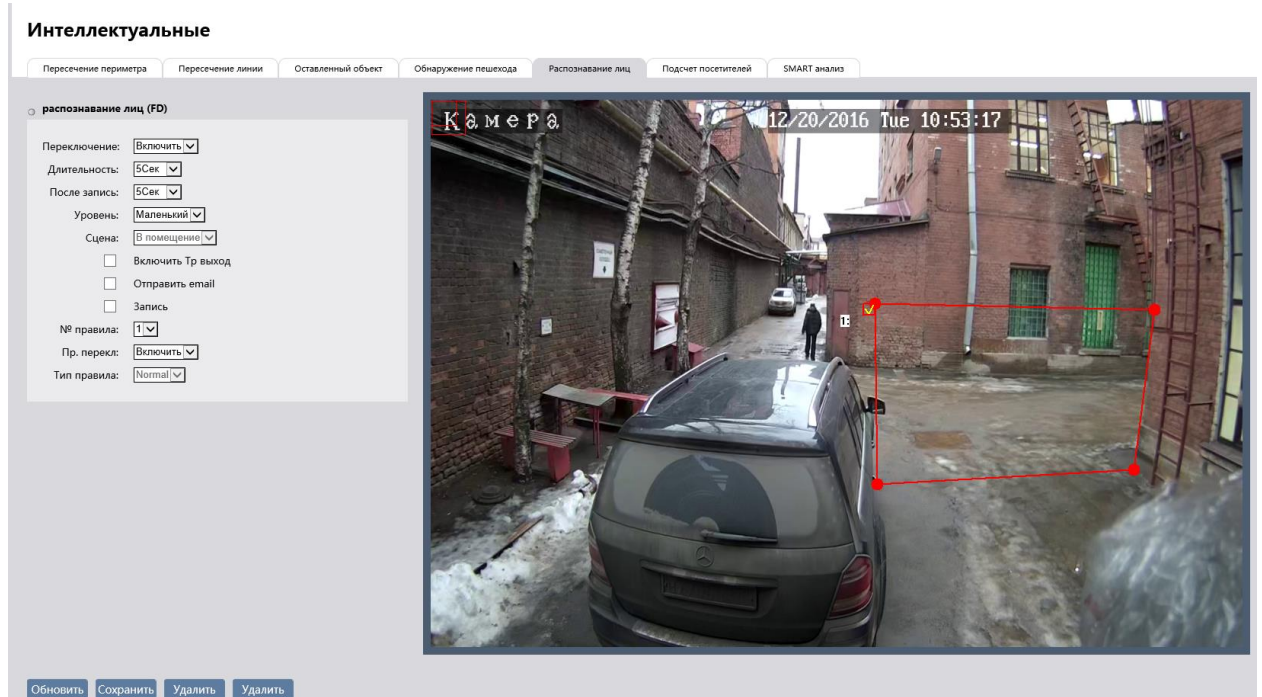 Интеллектуальные
Пересечение периметра Пересечение линии Оставленный объект Обнаружение пешехода Распознавание лиц Подсчет посетителей SMART анализ
распознавание лиц (FD)
Переключение: Включить
Длительность: 5Сек
После запись: 5Сек
Уровень: Маленький
Сцена: В помещение
Включить Тр выход
Отправить email
Запись
№ правила: 1
Пр. перекл: Включить
Тип правила: Normal
Камера 12/20/2016 Tue 10:53:17
1:
Обновить Сохранить Удалить Удалить